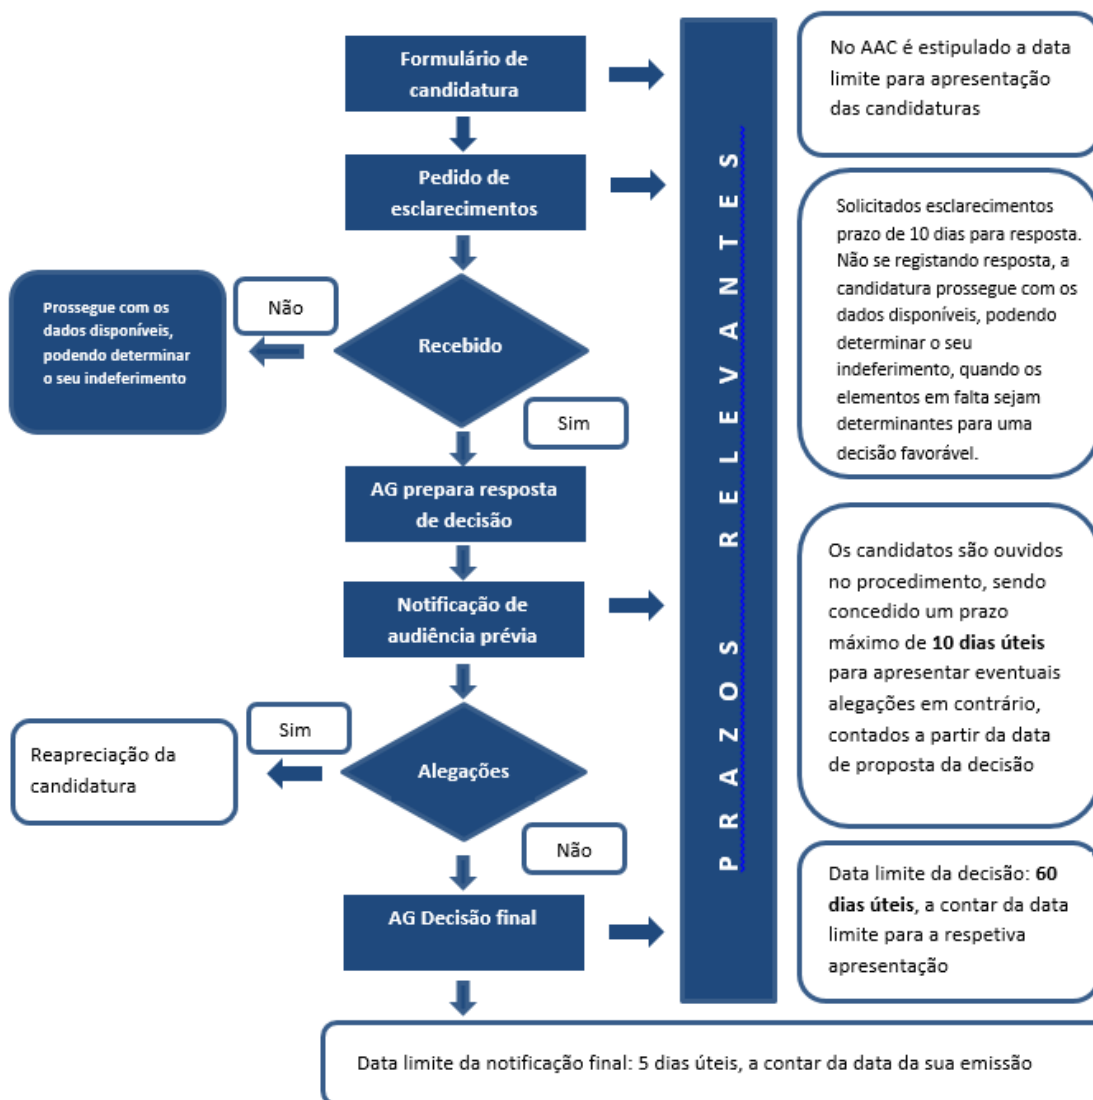 Formulário de
candidatura
No AAC é estipulado a data
limite para apresentação
das candidaturas
Pedido de
esclarecimentos
Solicitados esclarecimentos
prazo de 10 dias para resposta.
Não se registando resposta, a
candidatura prossegue com os
dados disponíveis, podendo
determinar o seu
indeferimento, quando os
elementos em falta sejam
determinantes para uma
decisão favorável.
Recebido
Não
Prossegue com os
dados disponíveis,
podendo determinar
o seu indeferimento
Sim
AG prepara resposta
de decisão
Notificação de
audiência prévia
Os candidatos são ouvidos
no procedimento, sendo
concedido um prazo
máximo de 10 dias úteis
para apresentar eventuais
alegações em contrário,
contados a partir da data
de proposta da decisão
Alegações
Sim
Reapreciação da
candidatura
Não
AG Decisão final
Data limite da decisão: 60
dias úteis, a contar da data
limite para a respetiva
apresentação
PRAZOS RELEVANTES
Data limite da notificação final: 5 dias úteis, a contar da data da sua emissão